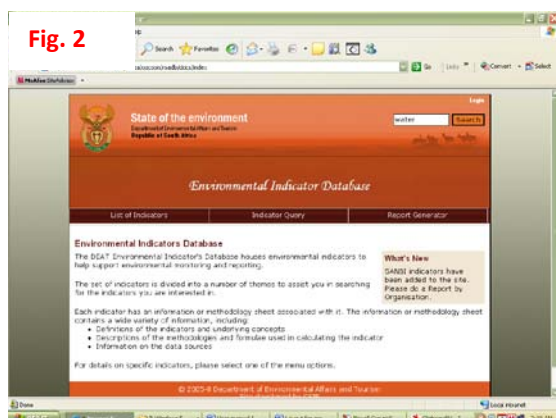 Fig. 2
Search Favorites
Go Links Convert Select
McAfee SiteAdvisor
Login
State of the environment
Department of Environmental Affairs and Tourism
Republic of South Africa
water Search
Environmental Indicator Database
List of Indicators Indicator Query Report Generator
Environmental Indicators Database
The DEAT Environmental Indicator's Database houses environmental indicators to
help support environmental monitoring and reporting.
The set of indicators is divided into a number of themes to assist you in searching
for the indicators you are interested in.
Each indicator has an information or methodology sheet associated with it. The information or methodology sheet
contains a wide variety of information, including:
• Definitions of the indicators and underlying concepts
• Descriptions of the methodologies and formulae used in calculating the indicator
• Information on the data sources
For details on specific indicators, please select one of the menu options.
What's New
SANBI indicators have
been added to the site.
Please do a Report by
Organisation.
© 2005-8 Department of Environmental Affairs and Tourism
Done Local intranet